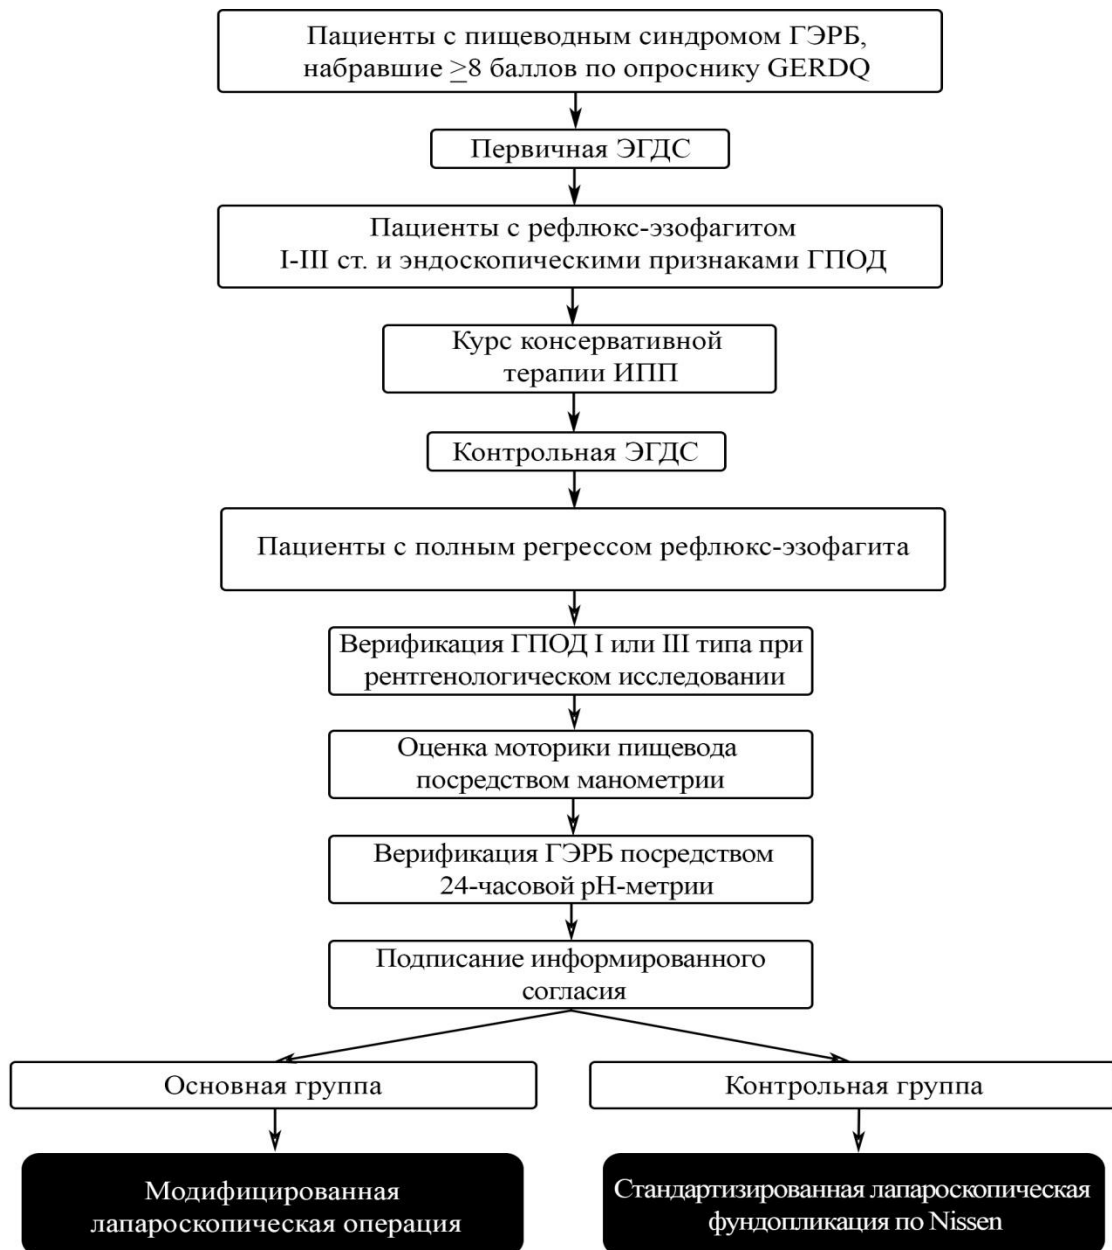 Пациенты с пищеводным синдромом ГЭРБ,
набравшие ≥8 баллов по опроснику GERDQ
Первичная ЭГДС
Пациенты с рефлюкс-эзофагитом
I-III ст. и эндоскопическими признаками ГПОД
Курс консервативной
терапии ИПП
Контрольная ЭГДС
Пациенты с полным регрессом рефлюкс-эзофагита
Верификация ГПОД I или III типа при
рентгенологическом исследовании
Оценка моторики пищевода
посредством манометрии
Верификация ГЭРБ посредством
24-часовой pH-метрии
Подписание информированного
согласия
Основная группа
Контрольная группа
Модифицированная
лапароскопическая операция
Стандартизированная лапароскопическая
фундопликация по Nissen